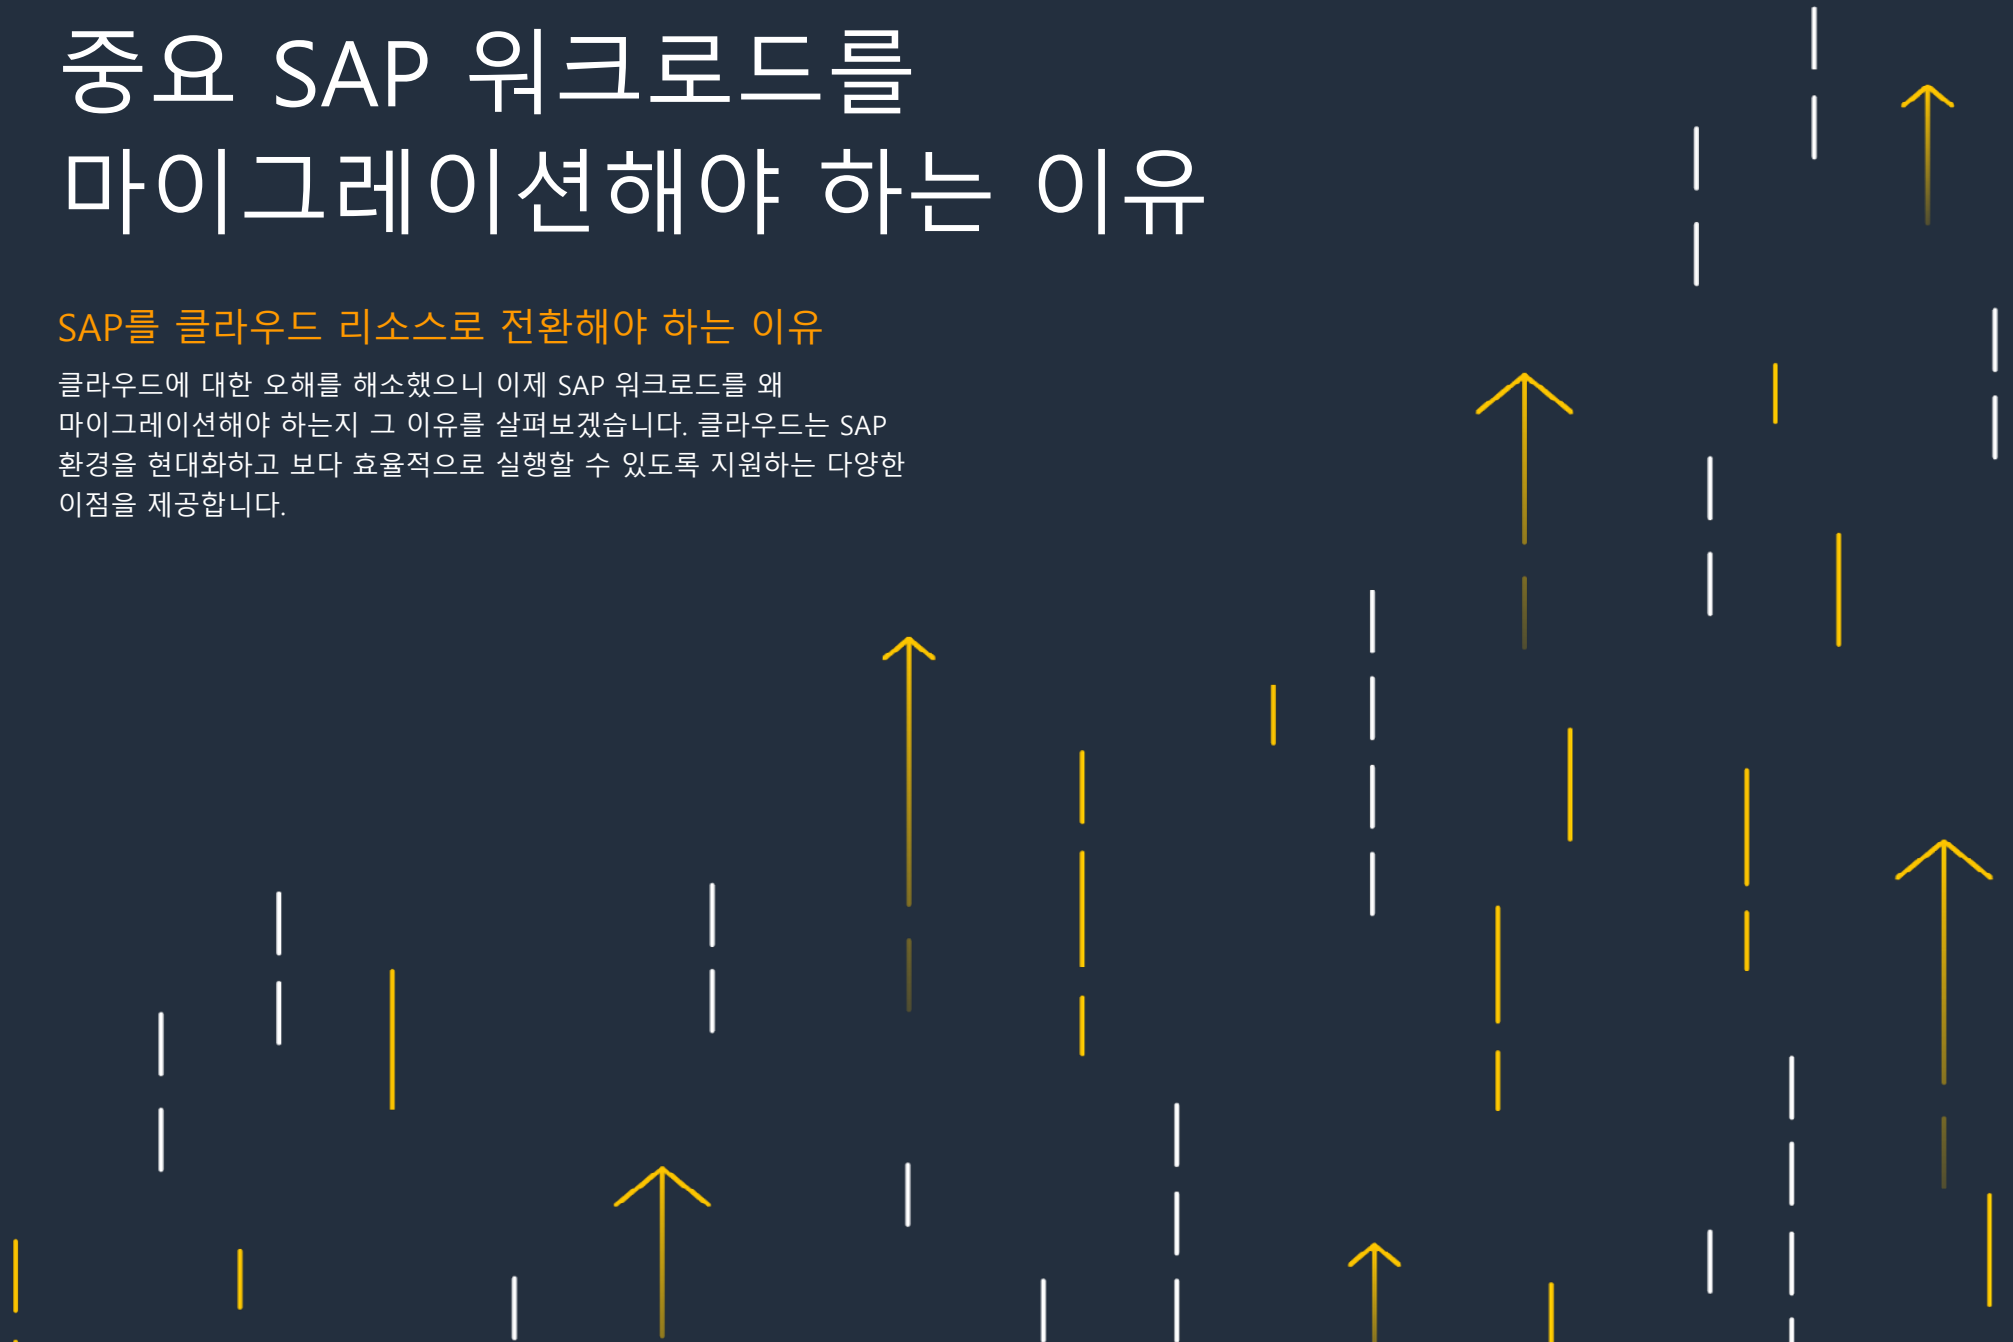 중요 SAP 워크로드를
마이그레이션해야 하는 이유
SAP를 클라우드 리소스로 전환해야 하는 이유
클라우드에 대한 오해를 해소했으니 이제 SAP 워크로드를 왜
마이그레이션해야 하는지 그 이유를 살펴보겠습니다. 클라우드는 SAP
환경을 현대화하고 보다 효율적으로 실행할 수 있도록 지원하는 다양한
이점을 제공합니다.